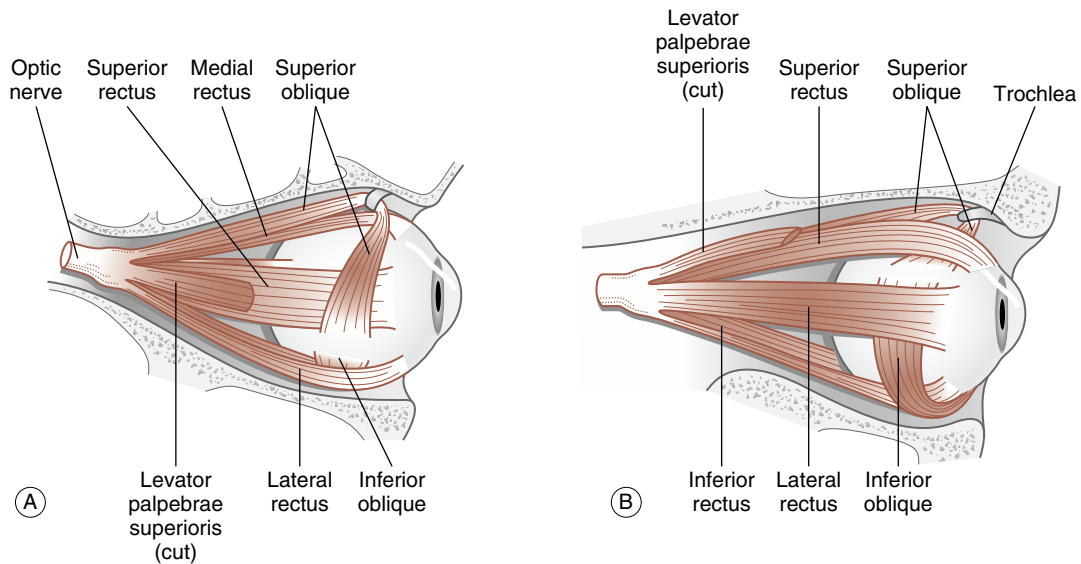 Optic
nerve
Superior
rectus
Medial
rectus
Superior
oblique
Levator
palpebrae
superioris
(cut)
Lateral
rectus
Inferior
oblique
A
Levator
palpebrae
superioris
(cut)
Superior
rectus
Superior
oblique
Trochlea
Inferior
rectus
Lateral
rectus
Inferior
oblique
B